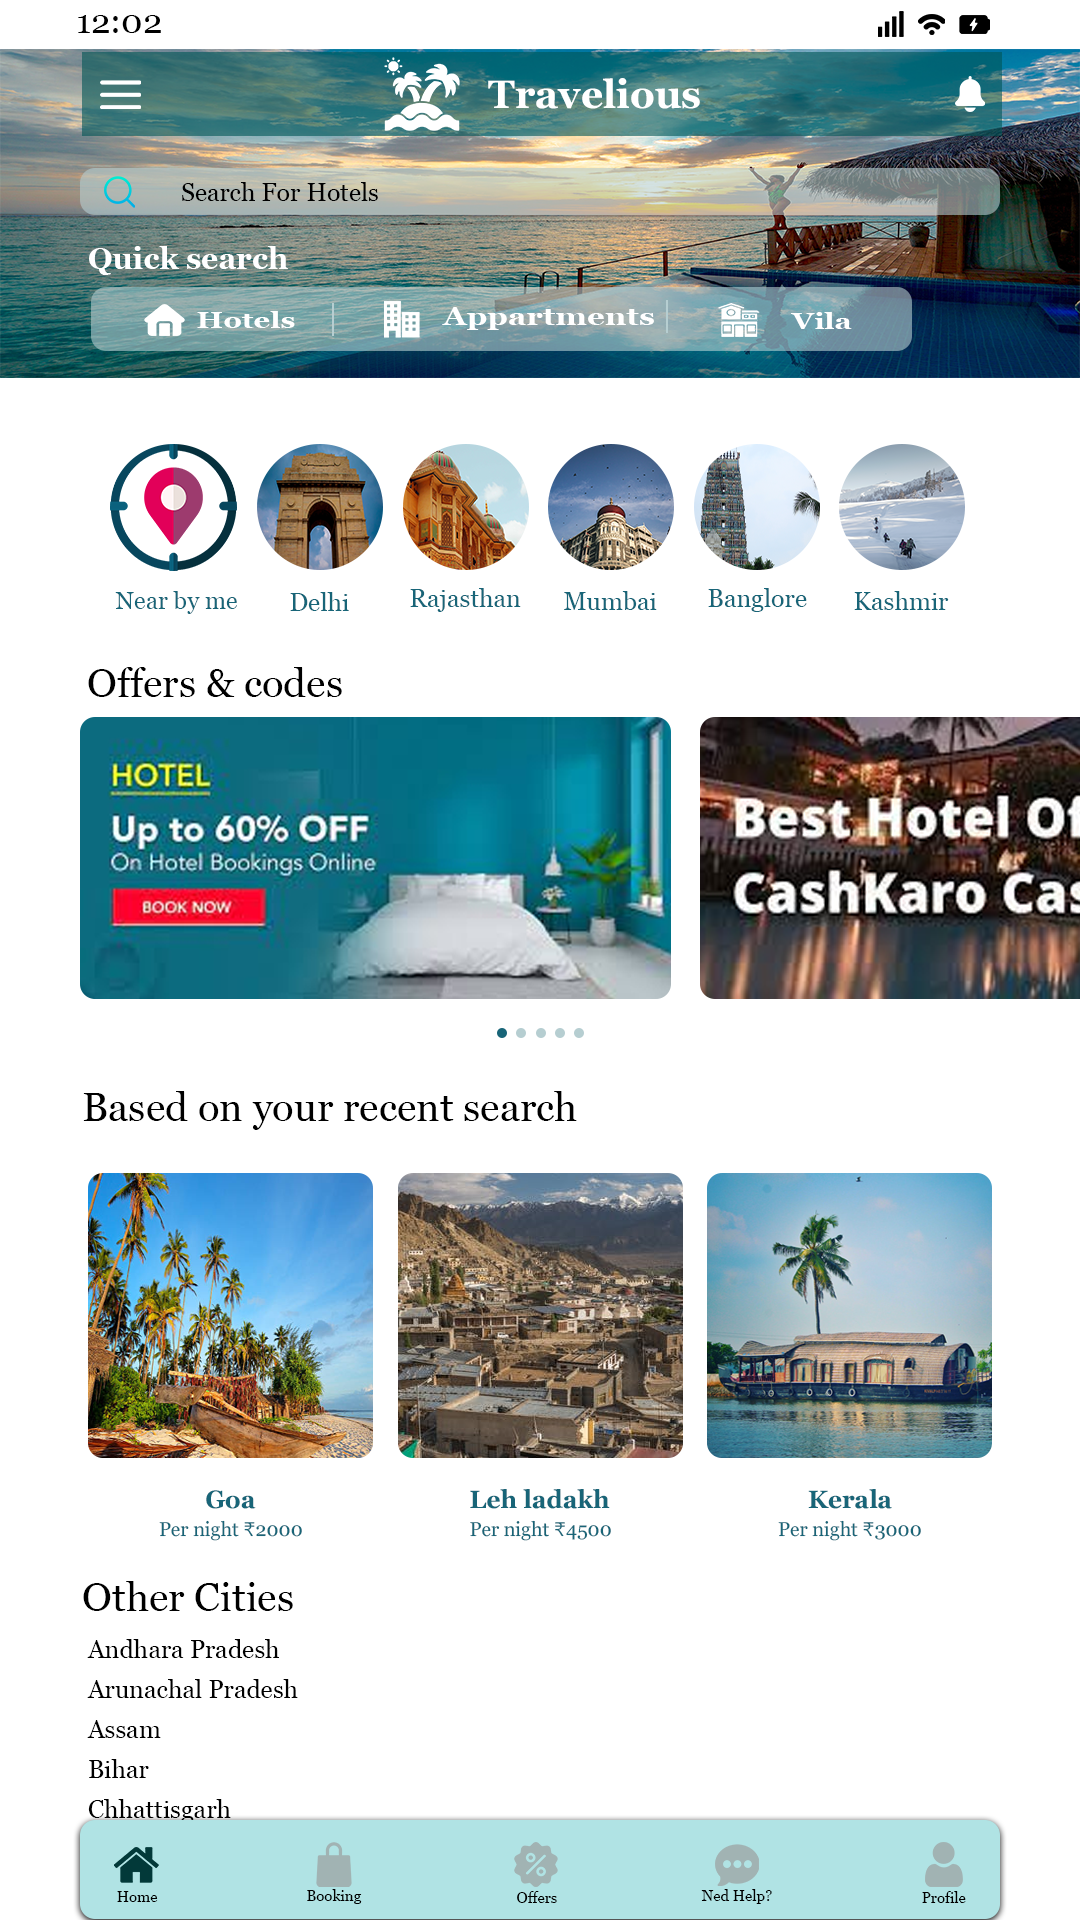 12:02
Travelious
Search For Hotels
Quick search
Hotels
Appartments
Vila
Near by me
Delhi
Rajasthan
Mumbai
Banglore
Kashmir
Offers & codes
HOTEL
Up to 60% OFF
On Hotel Bookings Online
BOOK NOW
Best Hotel Of
CashKaro Cas
Based on your recent search
Goa
Per night ₹2000
Leh ladakh
Per night ₹4500
Kerala
Per night ₹3000
Other Cities
Andhara Pradesh
Arunachal Pradesh
Assam
Bihar
Chhattisgarh
Home
Booking
Offers
Ned Help?
Profile